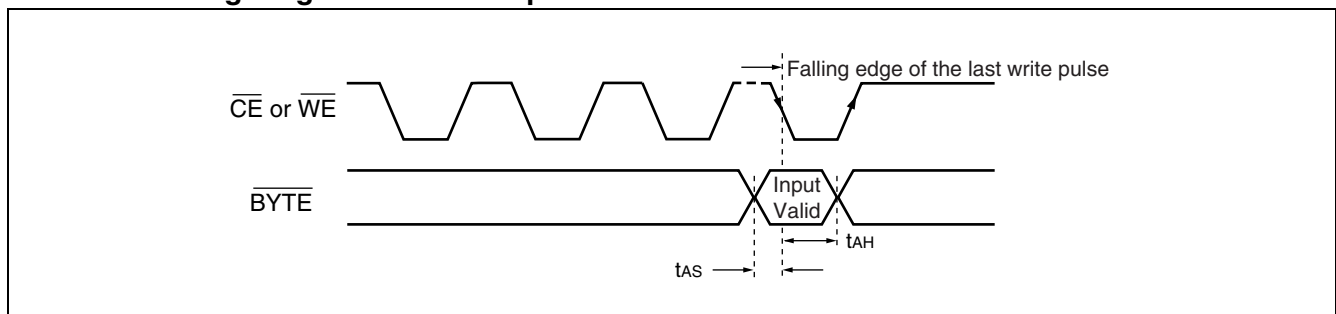 Falling edge of the last write pulse
CE or WE
BYTE
Input
Valid
tAH
tAS